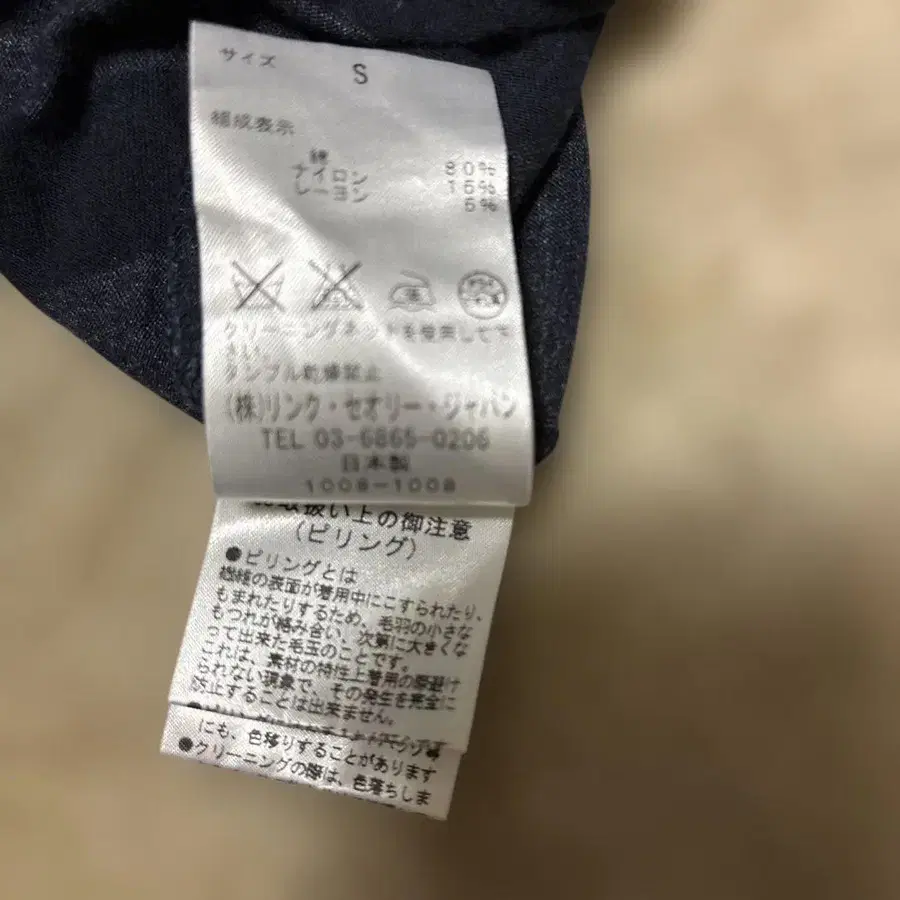 サイズ S
組成表示
綿 80%
ナイロン 15%
レーヨン 5%
クリーニングネットを使用して下
さい。
タンブル乾燥禁止
(株)リンク・セオリー・ジャパン
TEL 03-6865-0206
日本製
1008-1008
取扱い上の御注意
(ピリング)
●ピリングとは
繊維の表面が着用中にこすられたり、
もまれたりするため、毛羽の小さな
もつれが絡み合い、次第に大きくな
って出来た毛玉のことです。
これは、素材の特性上着用の際避け
られない現象で、その発生を完全に
防止することは出来ません。
にも、色移りすることがあります
●クリーニングの際は、色落ちしま